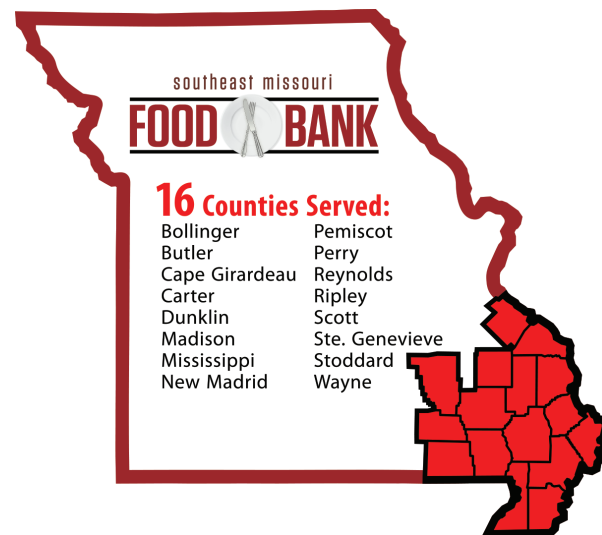 southeast missouri
FOOD BANK
16 Counties Served:
Bollinger
Butler
Cape Girardeau
Carter
Dunklin
Madison
Mississippi
New Madrid
Pemiscot
Perry
Reynolds
Ripley
Scott
Ste. Genevieve
Stoddard
Wayne